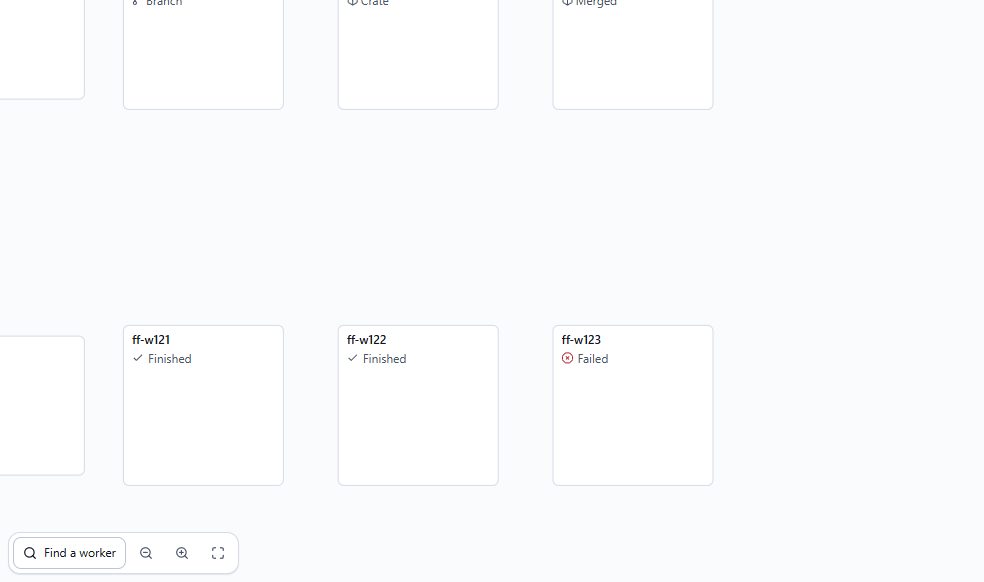 Branch
Crate
Merged
ff-w121
Finished
ff-w122
Finished
ff-w123
Failed
Find a worker